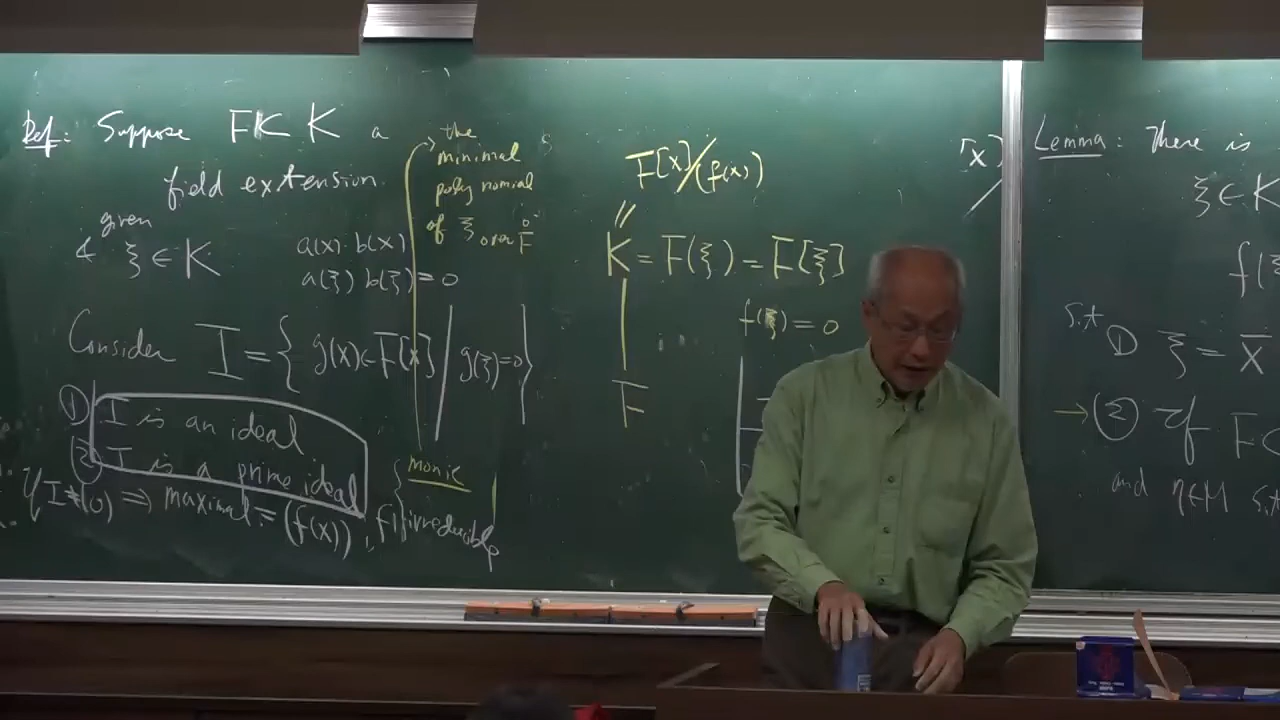 Def: Suppose F ⊂ K a
field extension
& given ξ ∈ K
a(x)·b(x)
a(ξ) b(ξ) = 0
Consider I = { g(x) ∈ F[x] | g(ξ)=0 }
① I is an ideal
② I is a prime ideal
if I ≠ (0) ⇒ maximal = (f(x)), f irreducible
monic
the
minimal
polynomial
of ξ over F
F[x]/(f(x))
K = F(ξ) = F[ξ]
f(ξ) = 0
F
[x]
Lemma: There is
ξ ∈ K
f(ξ
s.t ① ξ = x̄
→ ② if F ⊂
and η ∈ M s.t